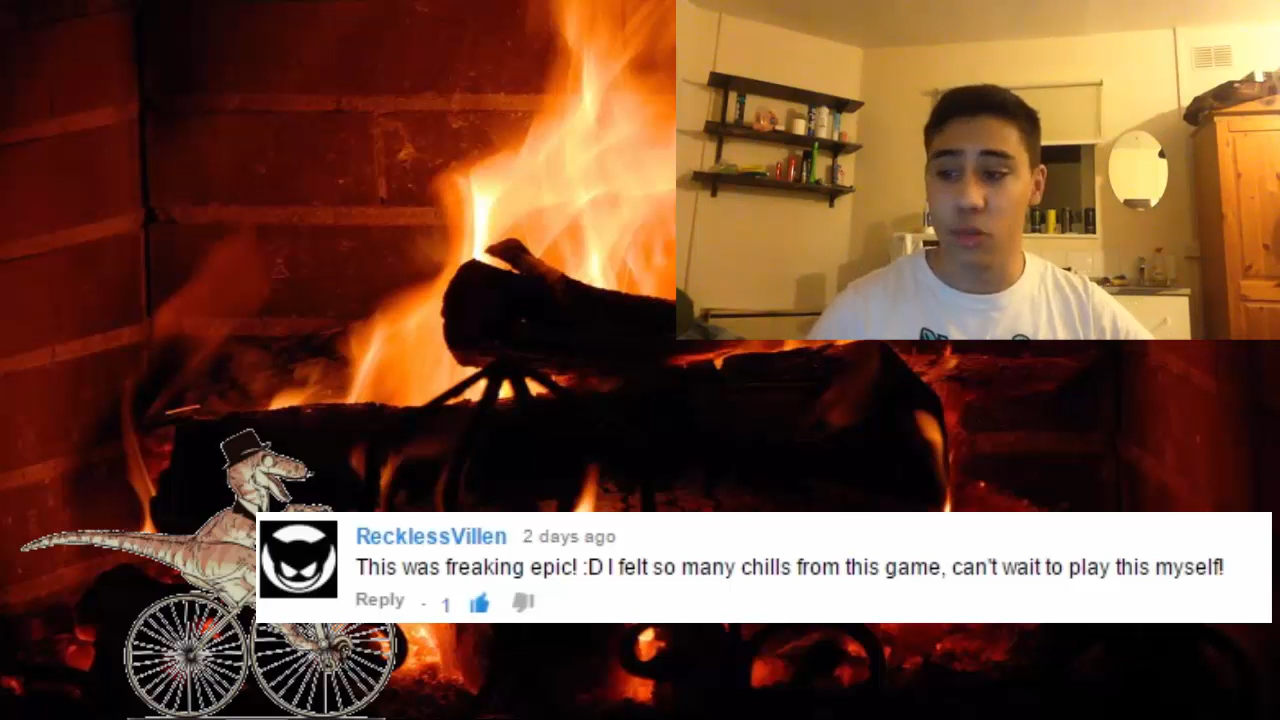 RecklessVillen 2 days ago
This was freaking epic! :D I felt so many chills from this game, can't wait to play this myself!
Reply . 1